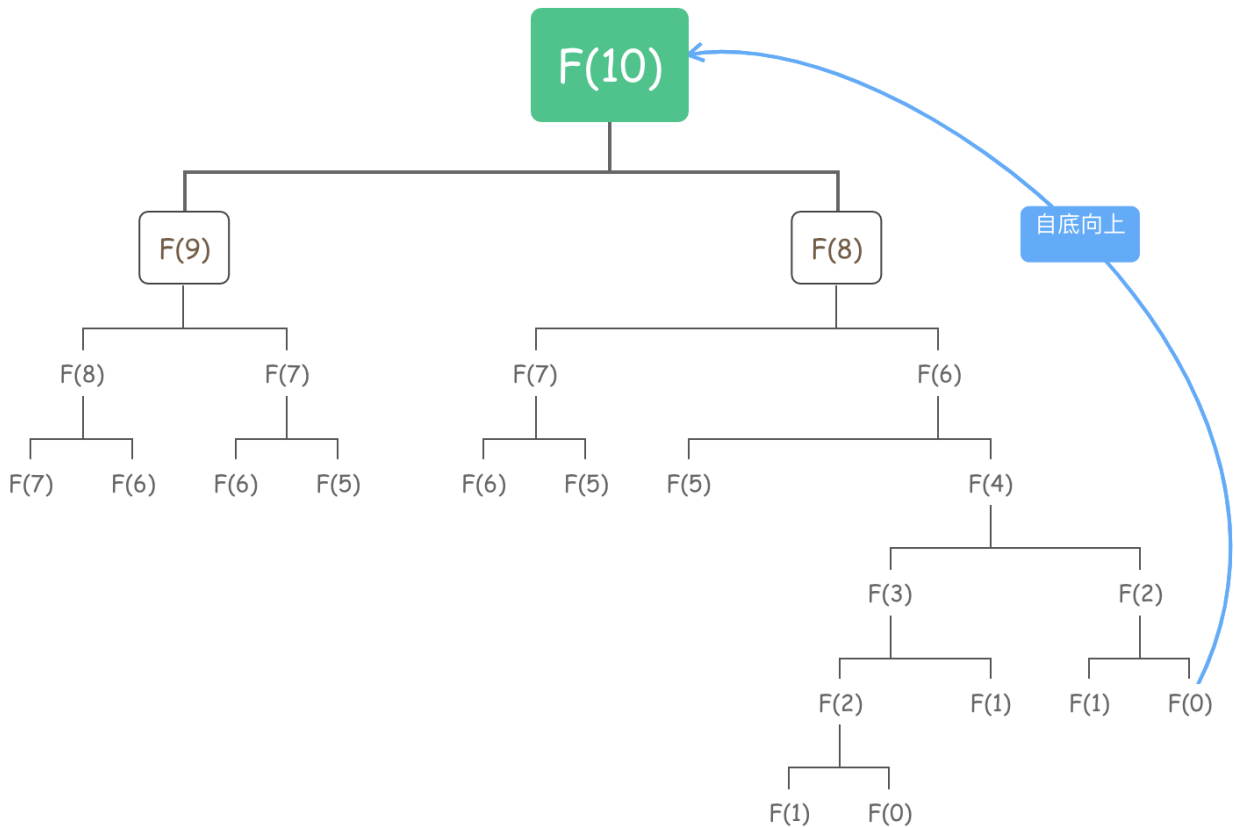 F(10)
自底向上
F(9)
F(8)
F(8)
F(7)
F(7)
F(6)
F(7)
F(6)
F(6)
F(5)
F(6)
F(5)
F(5)
F(4)
F(3)
F(2)
F(2)
F(1)
F(1)
F(0)
F(1)
F(0)